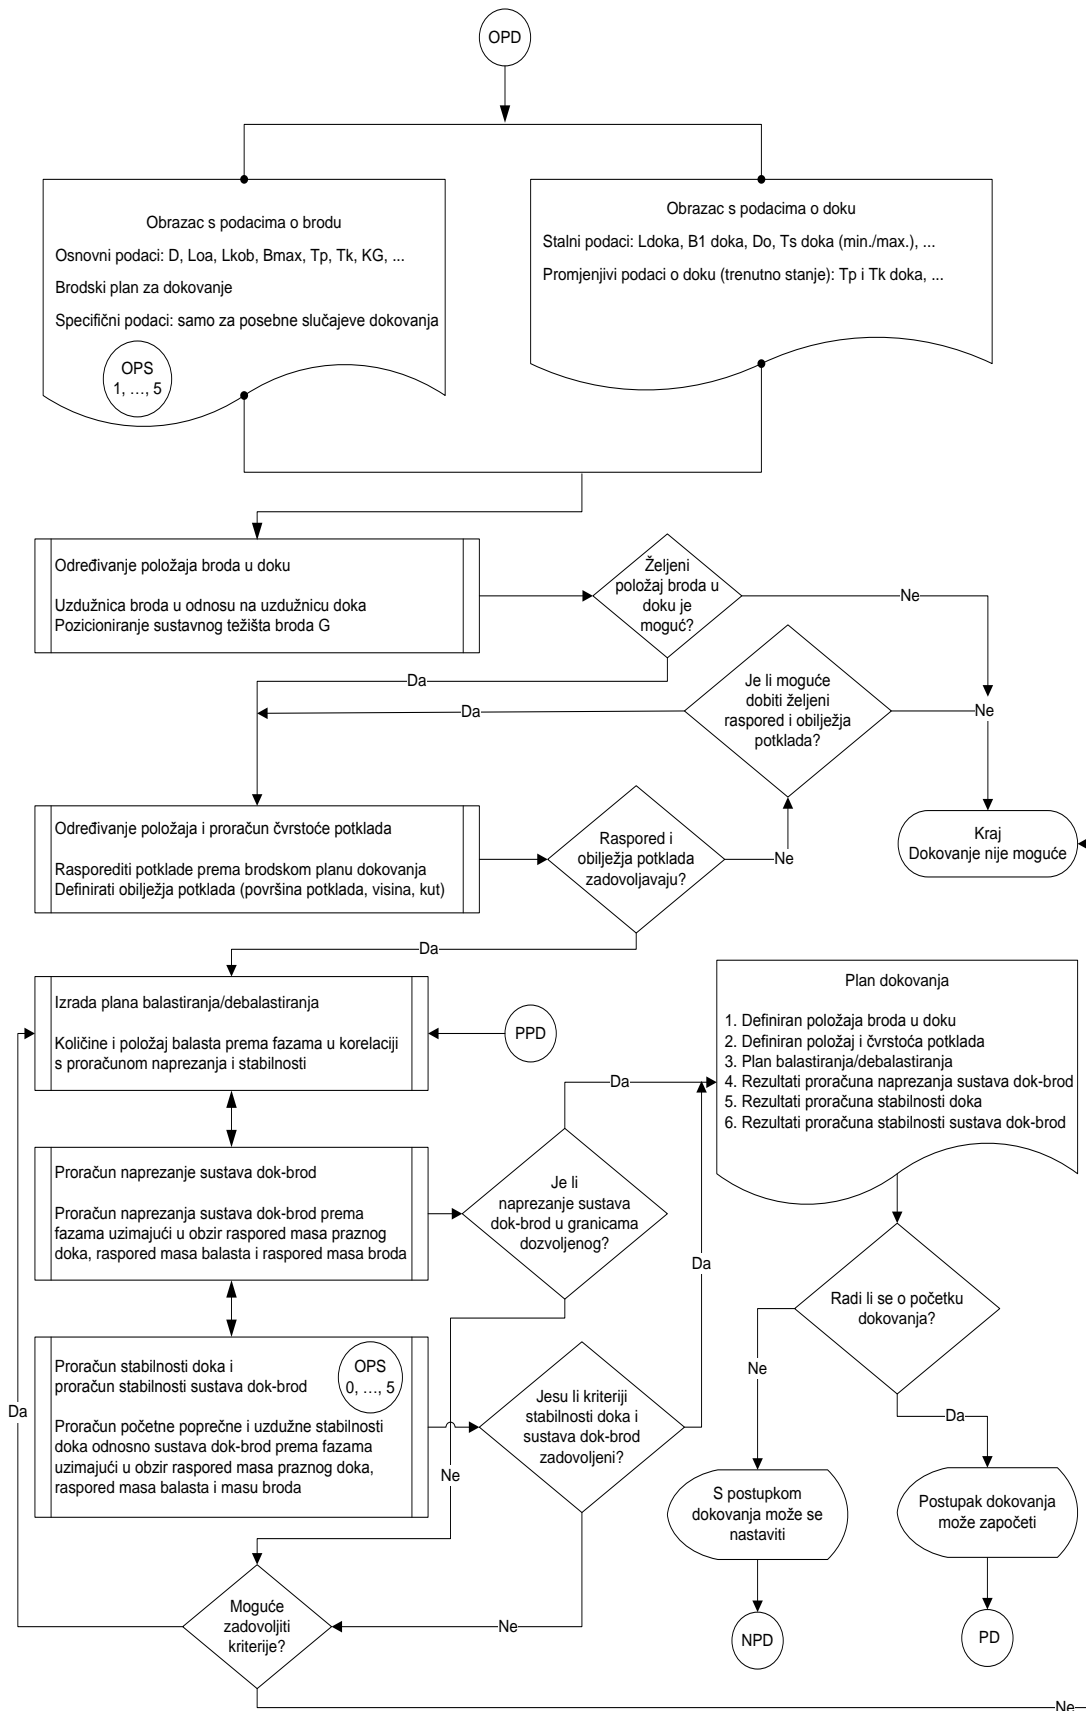 OPD
Obrazac s podacima o brodu
Osnovni podaci: D, Loa, Lkob, Bmax, Tp, Tk, KG, ...
Brodski plan za dokovanje
Specifični podaci: samo za posebne slučajeve dokovanja
OPS
1, …, 5
Obrazac s podacima o doku
Stalni podaci: Ldoka, B1 doka, Do, Ts doka (min./max.), ...
Promjenjivi podaci o doku (trenutno stanje): Tp i Tk doka, ...
Određivanje položaja broda u doku
Uzdužnica broda u odnosu na uzdužnicu doka
Pozicioniranje sustavnog težišta broda G
Željeni
položaj broda u
doku je
moguć?
Ne
Da
Je li moguće
dobiti željeni
raspored i obilježja
potklada?
Da
Ne
Određivanje položaja i proračun čvrstoće potklada
Rasporediti potklade prema brodskom planu dokovanja
Definirati obilježja potklada (površina potklada, visina, kut)
Raspored i
obilježja potklada
zadovoljavaju?
Ne
Kraj
Dokovanje nije moguće
Da
Izrada plana balastiranja/debalastiranja
Količine i položaj balasta prema fazama u korelaciji
s proračunom naprezanja i stabilnosti
PPD
Plan dokovanja
1. Definiran položaja broda u doku
2. Definiran položaj i čvrstoća potklada
3. Plan balastiranja/debalastiranja
4. Rezultati proračuna naprezanja sustava dok-brod
5. Rezultati proračuna stabilnosti doka
6. Rezultati proračuna stabilnosti sustava dok-brod
Da
Proračun naprezanje sustava dok-brod
Proračun naprezanja sustava dok-brod prema
fazama uzimajući u obzir raspored masa praznog
doka, raspored masa balasta i raspored masa broda
Je li
naprezanje sustava
dok-brod u granicama
dozvoljenog?
Da
Radi li se o početku
dokovanja?
Ne
Da
Proračun stabilnosti doka i
proračun stabilnosti sustava dok-brod
OPS
0, …, 5
Proračun početne poprečne i uzdužne stabilnosti
doka odnosno sustava dok-brod prema fazama
uzimajući u obzir raspored masa praznog doka,
raspored masa balasta i masu broda
Da
Ne
Jesu li kriteriji
stabilnosti doka i
sustava dok-brod
zadovoljeni?
S postupkom
dokovanja može se
nastaviti
Postupak dokovanja
može započeti
Moguće
zadovoljiti
kriterije?
Ne
NPD
PD
Ne